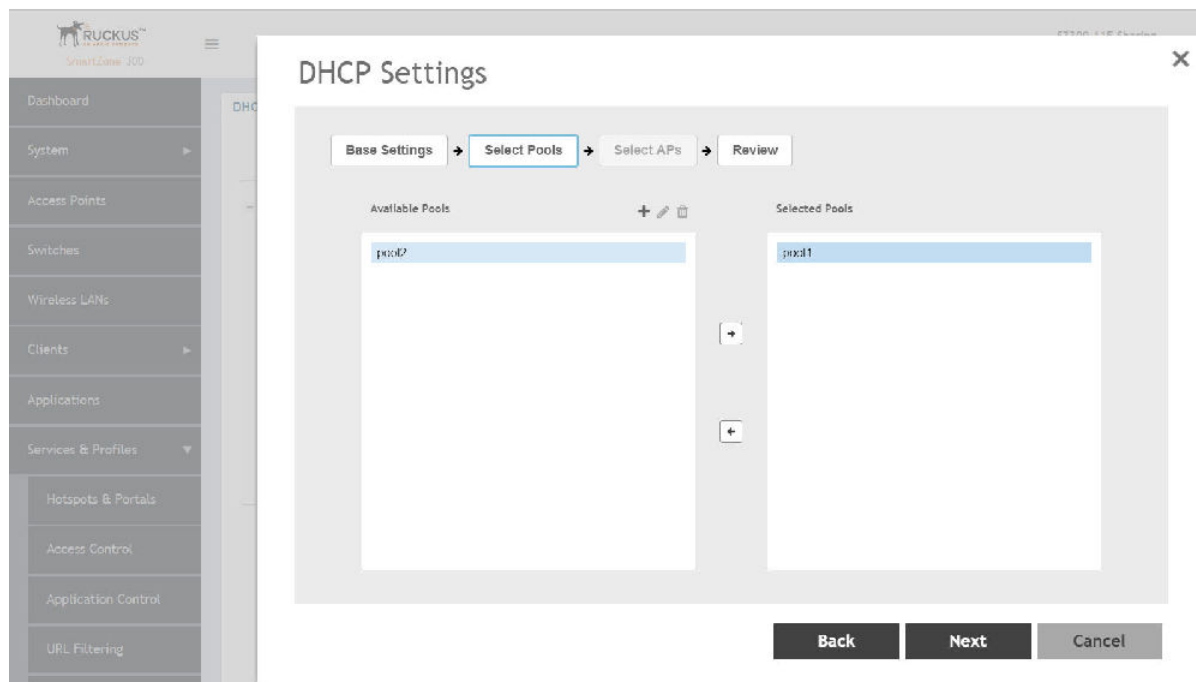 RUCKUS™
SmartZone 300
DHCP Settings
Dashboard
DHC
System
Base Settings
Select Pools
Select APs
Review
Access Points
Available Pools
Selected Pools
Switches
pool2
pool1
Wireless LANs
Clients
Applications
Services & Profiles
Hotspots & Portals
Access Control
Application Control
URL Filtering
Back
Next
Cancel